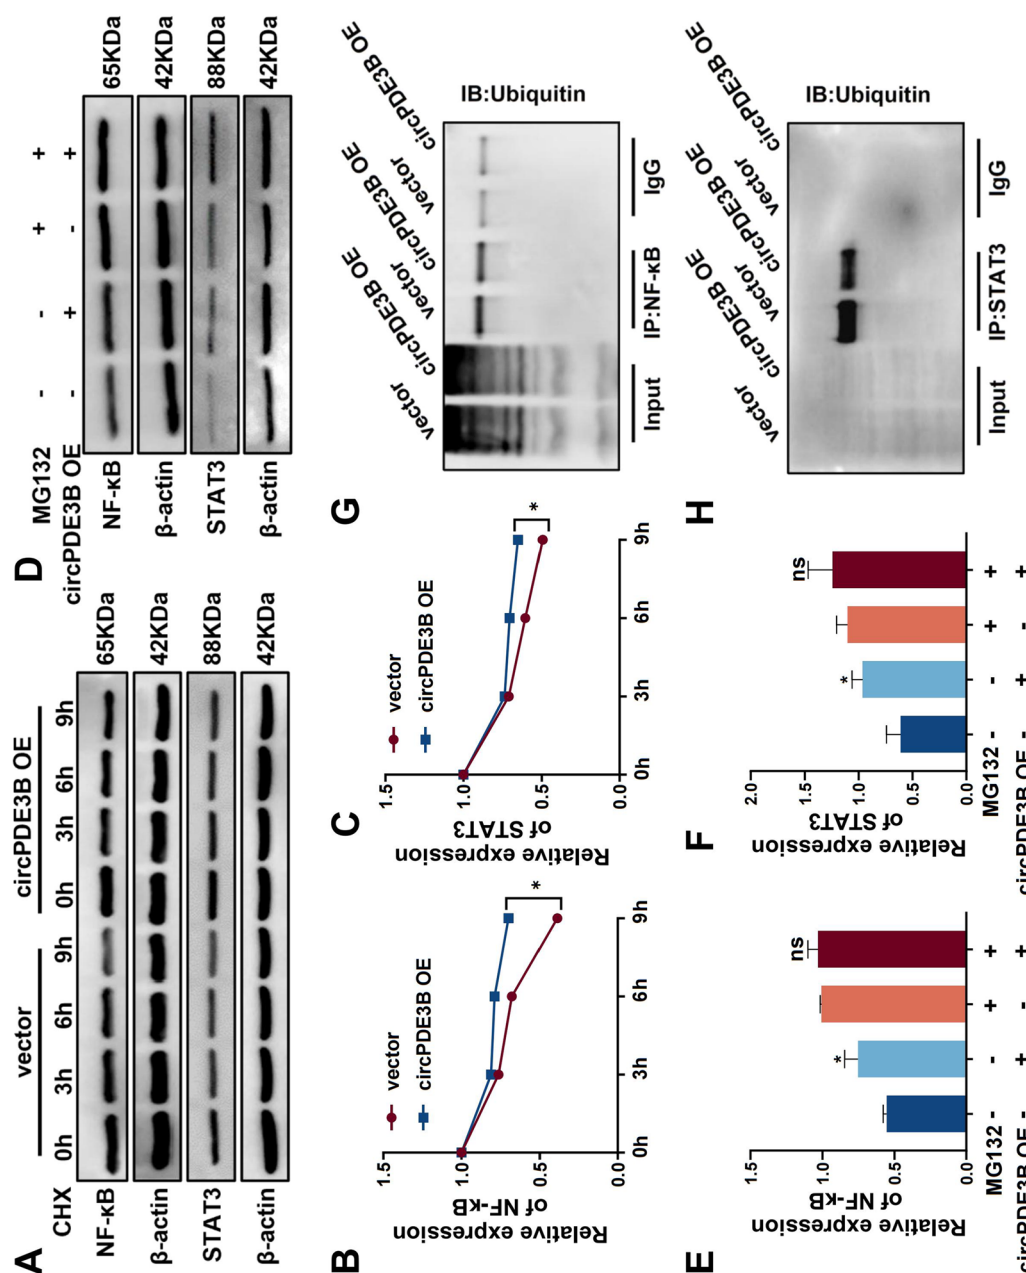 A
vector
circPDE3B OE
CHX
0h 3h 6h 9h 0h 3h 6h 9h
NF-κB
65KDa
β-actin
42KDa
STAT3
88KDa
β-actin
42KDa
D
MG132 - - + +
circPDE3B OE - + - +
NF-κB
65KDa
β-actin
42KDa
STAT3
88KDa
β-actin
42KDa
B
Relative expression
of NF-κB
1.5
1.0
0.5
0.0
vector
circPDE3B OE
*
0h 3h 6h 9h
C
Relative expression
of STAT3
1.5
1.0
0.5
0.0
vector
circPDE3B OE
*
0h 3h 6h 9h
G
vector circPDE3B OE vector circPDE3B OE vector circPDE3B OE
IB:Ubiquitin
Input IP:NF-κB IgG
E
Relative expression
of NF-κB
1.5
1.0
0.5
0.0
*
ns
MG132 - - + +
circPDE3B OE - + - +
F
Relative expression
of STAT3
2.0
1.5
1.0
0.5
0.0
*
ns
MG132 - - + +
circPDE3B OE - + - +
H
vector circPDE3B OE vector circPDE3B OE vector circPDE3B OE
IB:Ubiquitin
Input IP:STAT3 IgG